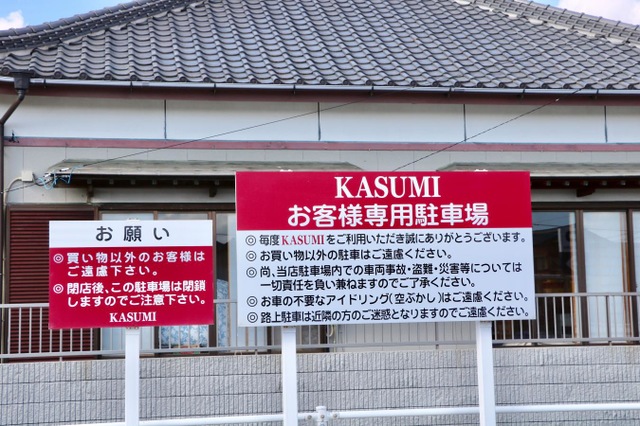 お願い
◎買い物以外のお客様は
ご遠慮下さい。
◎閉店後、この駐車場は閉鎖
しますのでご注意下さい。
KASUMI
KASUMI
お客様専用駐車場
◎毎度KASUMIをご利用いただき誠にありがとうございます。
◎お買い物以外の駐車はご遠慮ください。
◎尚、当店駐車場内での車両事故・盗難・災害等については
一切責任を負い兼ねますのでご了承ください。
◎お車の不要なアイドリング(空ぶかし)はご遠慮ください。
◎路上駐車は近隣の方のご迷惑となりますのでご遠慮ください。